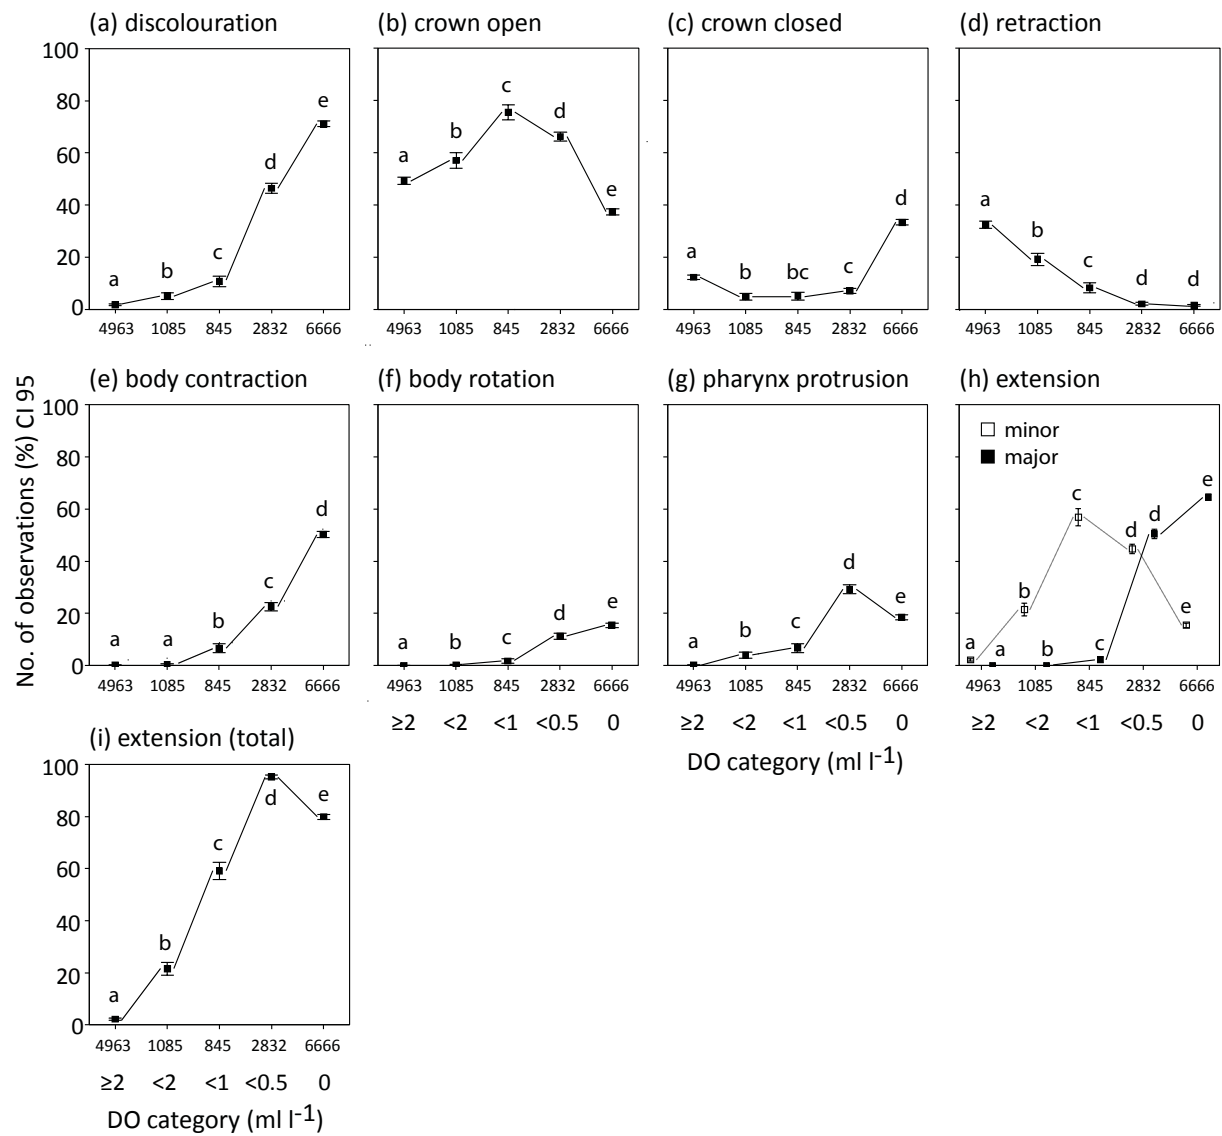 (a) discolouration (b) crown open (c) crown closed (d) retraction
100
80
60
40
20
0
a b c d e
a b c d e
a b bc c d
a b c d d
4963 1085 845 2832 6666 4963 1085 845 2832 6666 4963 1085 845 2832 6666 4963 1085 845 2832 6666
No. of observations (%) CI 95
(e) body contraction (f) body rotation (g) pharynx protrusion (h) extension
100
80
60
40
20
0
a a b c d
a b c d e
a b c d e
minor
major
a b c d e
a b c d e
4963 1085 845 2832 6666 4963 1085 845 2832 6666 4963 1085 845 2832 6666 4963 1085 845 2832 6666
≥2 <2 <1 <0.5 0 ≥2 <2 <1 <0.5 0 ≥2 <2 <1 <0.5 0
DO category (ml l-1)
(i) extension (total)
100
80
60
40
20
0
a b c d e
4963 1085 845 2832 6666
≥2 <2 <1 <0.5 0
DO category (ml l-1)